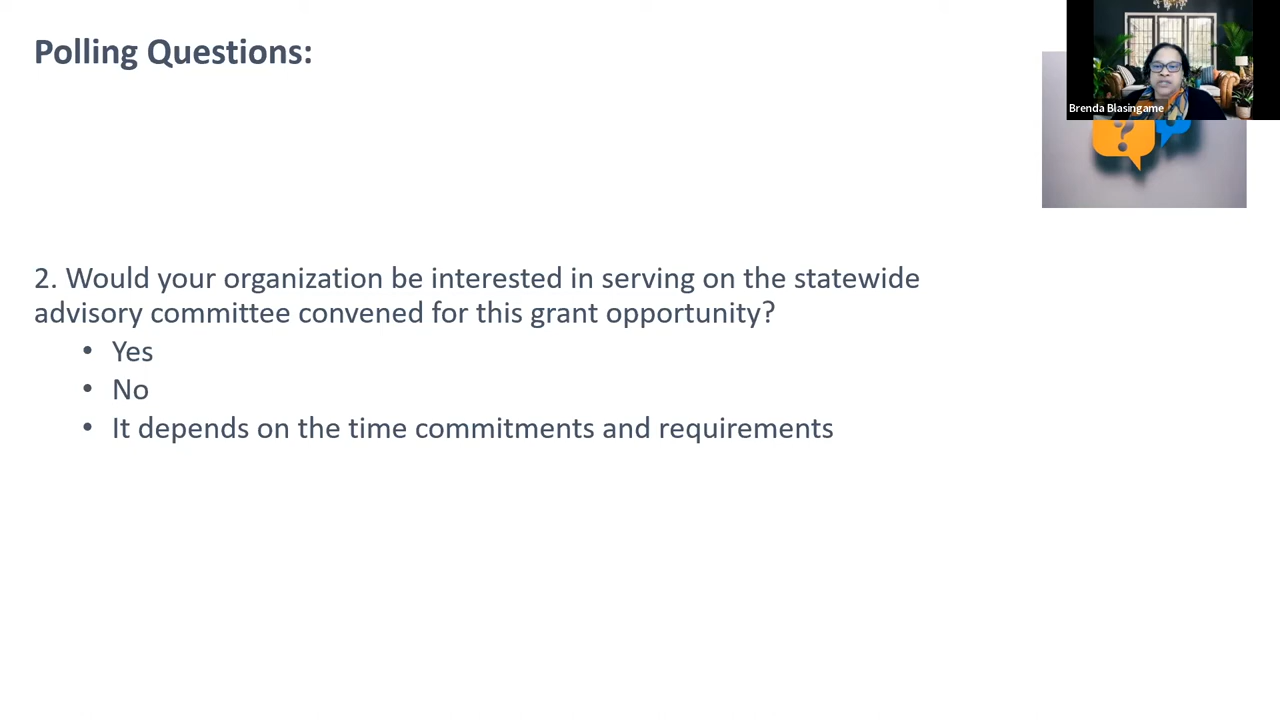 Polling Questions:
Brenda Blasingame
?
2. Would your organization be interested in serving on the statewide
advisory committee convened for this grant opportunity?
• Yes
• No
• It depends on the time commitments and requirements